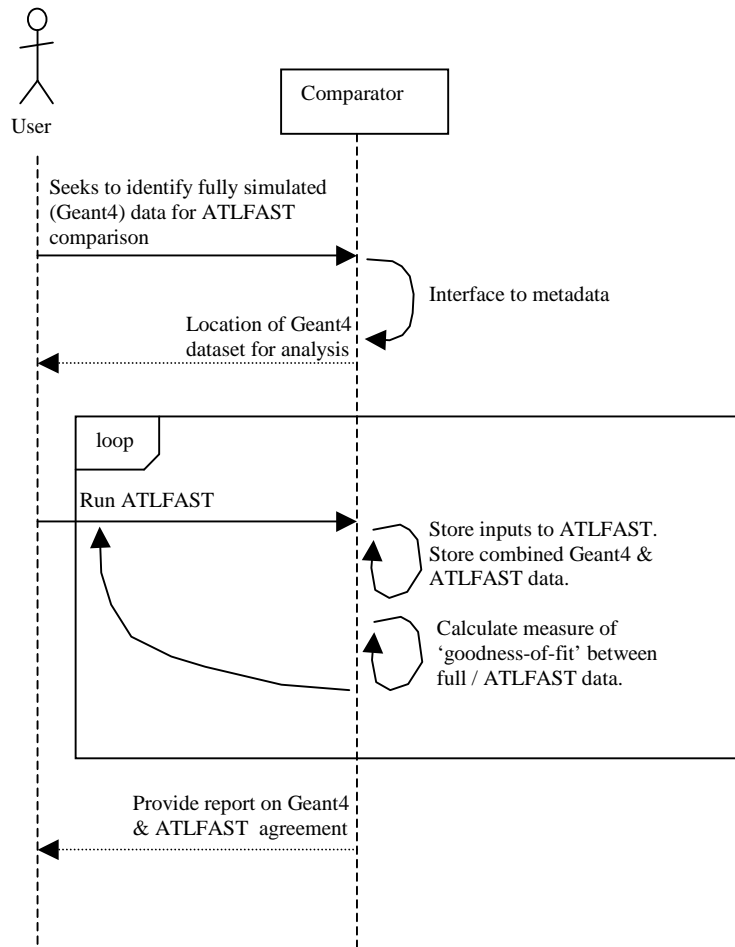 User
Comparator
Seeks to identify fully simulated
(Geant4) data for ATLFAST
comparison
Interface to metadata
Location of Geant4
dataset for analysis
loop
Run ATLFAST
Store inputs to ATLFAST.
Store combined Geant4 &
ATLFAST data.
Calculate measure of
‘goodness-of-fit’ between
full / ATLFAST data.
Provide report on Geant4
& ATLFAST agreement